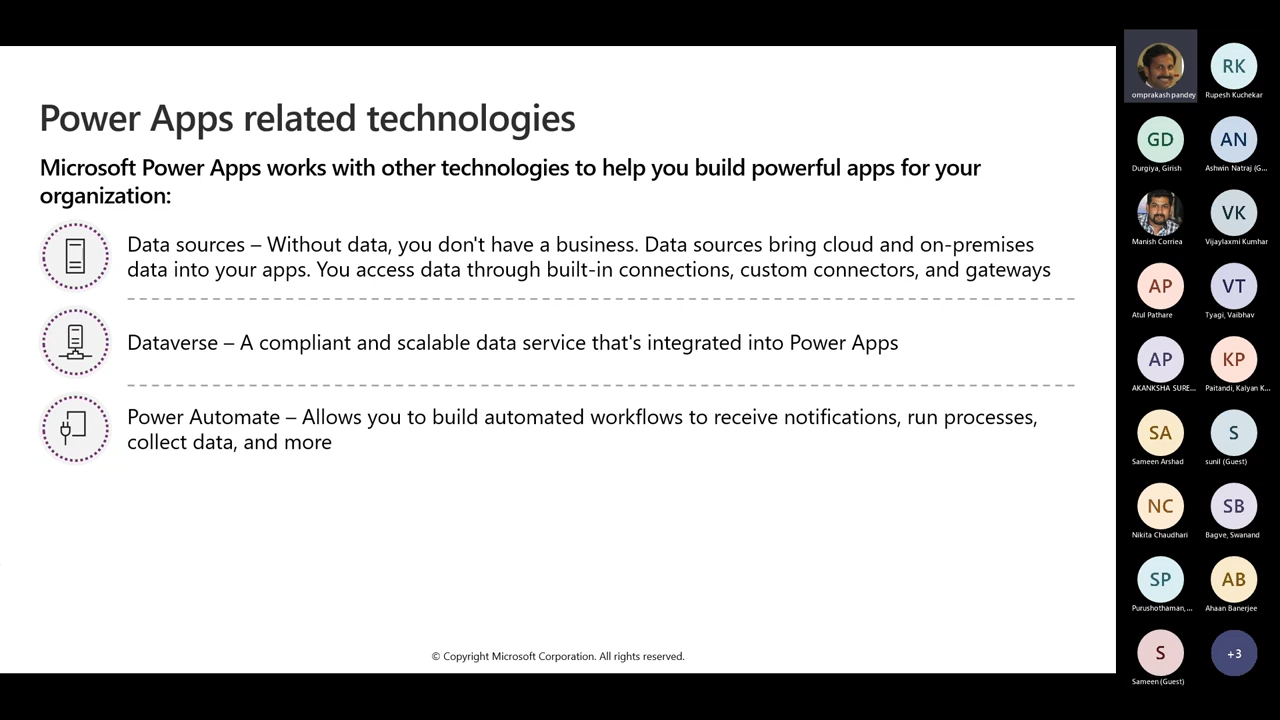 Power Apps related technologies
Microsoft Power Apps works with other technologies to help you build powerful apps for your
organization:
Data sources – Without data, you don't have a business. Data sources bring cloud and on-premises
data into your apps. You access data through built-in connections, custom connectors, and gateways
Dataverse – A compliant and scalable data service that's integrated into Power Apps
Power Automate – Allows you to build automated workflows to receive notifications, run processes,
collect data, and more
© Copyright Microsoft Corporation. All rights reserved.
omprakash pandey
RK
Rupesh Kuchekar
GD
Durgiya, Girish
AN
Ashwin Natraj (G...
Manish Corriea
VK
Vijaylaxmi Kumhar
AP
Atul Pathare
VT
Tyagi, Vaibhav
AP
AKANKSHA SURE...
KP
Paitandi, Kalyan K...
SA
Sameen Arshad
S
sunil (Guest)
NC
Nikita Chaudhari
SB
Bagve, Swanand
SP
Purushothaman,...
AB
Ahaan Banerjee
S
Sameen (Guest)
+3